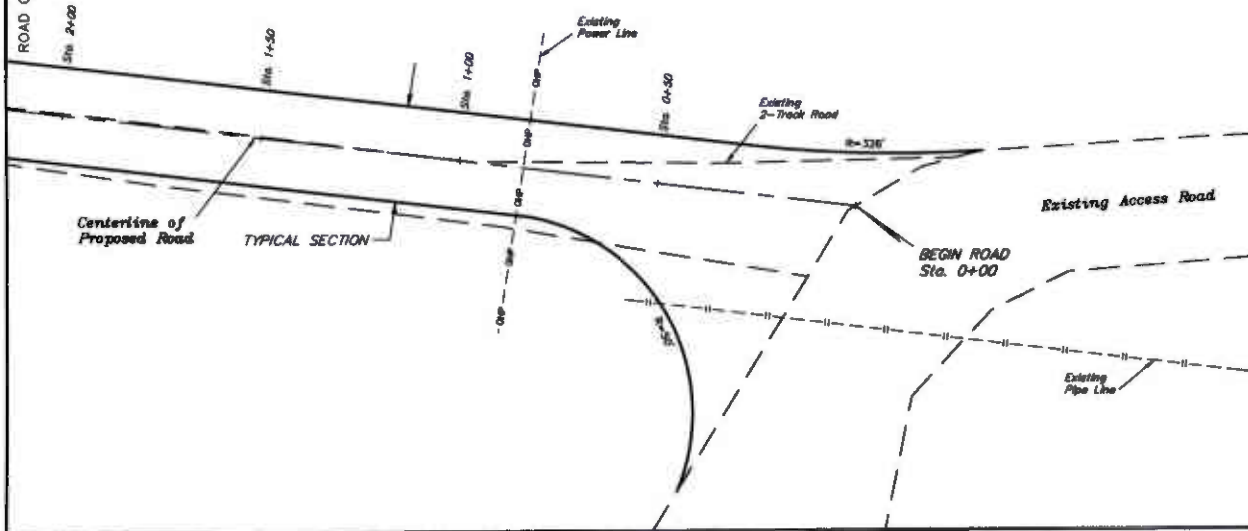 ROAD
Sta. 2+00
Sta. 1+50
Sta. 1+00
Existing
Power Line
Sta. 0+50
Existing
2-Track Road
R=326'
OHP
OHP
OHP
OHP
OHP
Centerline of
Proposed Road
TYPICAL SECTION
Existing Access Road
BEGIN ROAD
Sta. 0+00
Existing
Pipe Line